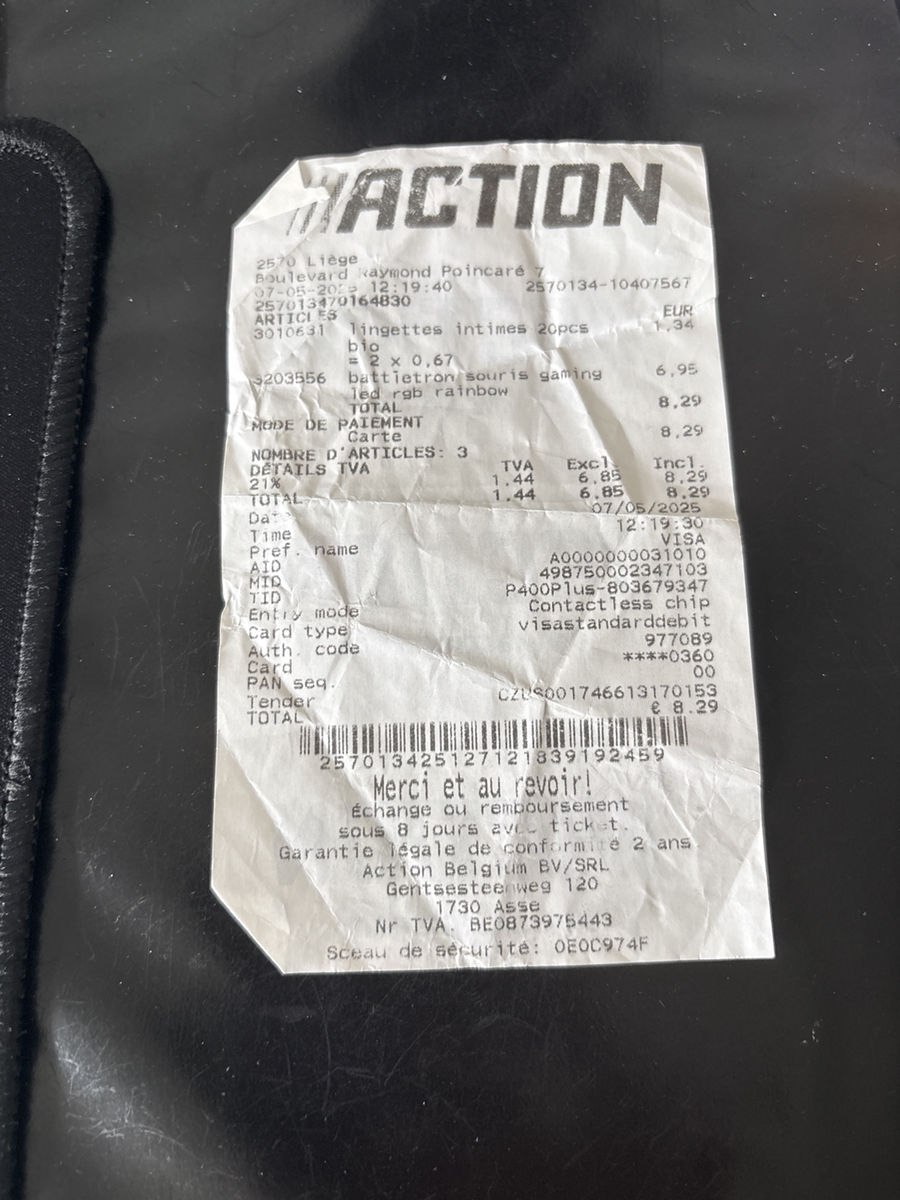 ACTION
2570 Liège
Boulevard Raymond Poincaré 7
07-05-2025 12:19:40 2570134-10407567
257013470164830
ARTICLES EUR
3010631 lingettes intimes 20pcs 1,34
bio
= 2 x 0,67
3203556 battletron souris gaming 6,95
led rgb rainbow
TOTAL 8,29
MODE DE PAIEMENT
Carte 8,29
NOMBRE D'ARTICLES: 3
DÉTAILS TVA TVA Excl. Incl.
21% 1.44 6,85 8,29
TOTAL 1.44 6,85 8,29
Date 07/05/2025
Time 12:19:30
Pref. name VISA
AID A0000000031010
MID 498750002347103
TID P400Plus-803679347
Entry mode Contactless chip
Card type visastandarddebit
Auth. code 977089
Card ****0360
PAN seq. 00
Tender CZUS001746613170153
TOTAL € 8.29
257013425127121839192459
Merci et au revoir!
Échange ou remboursement
sous 8 jours avec ticket.
Garantie légale de conformité 2 ans
Action Belgium BV/SRL
Gentsesteenweg 120
1730 Asse
Nr TVA. BE0873975443
Sceau de sécurité: 0E0C974F